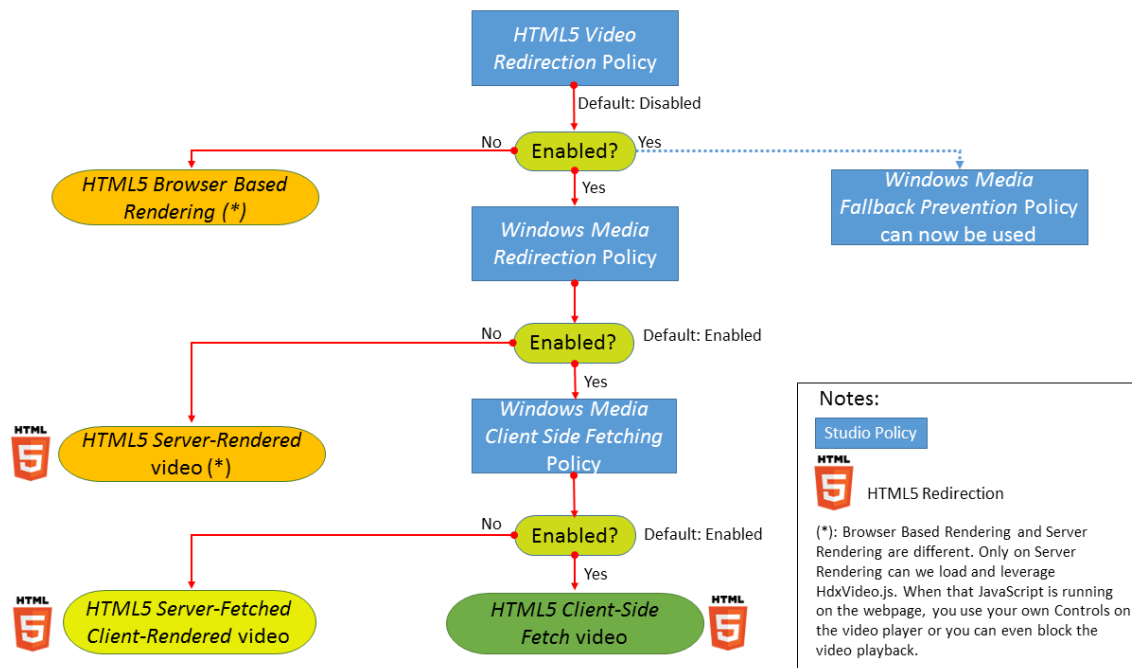 HTML5 Video
Redirection Policy
Default: Disabled
No
Enabled?
Yes
HTML5 Browser Based
Rendering (*)
Yes
Windows Media
Fallback Prevention Policy
can now be used
Windows Media
Redirection Policy
No
Enabled?
Default: Enabled
Yes
HTML
5
HTML5 Server-Rendered
video (*)
Windows Media
Client Side Fetching
Policy
No
Enabled?
Default: Enabled
Yes
HTML
5
HTML5 Server-Fetched
Client-Rendered video
HTML5 Client-Side
Fetch video
HTML
5
Notes:
Studio Policy
HTML
5
HTML5 Redirection
(*): Browser Based Rendering and Server
Rendering are different. Only on Server
Rendering can we load and leverage
HdxVideo.js. When that JavaScript is running
on the webpage, you use your own Controls on
the video player or you can even block the
video playback.